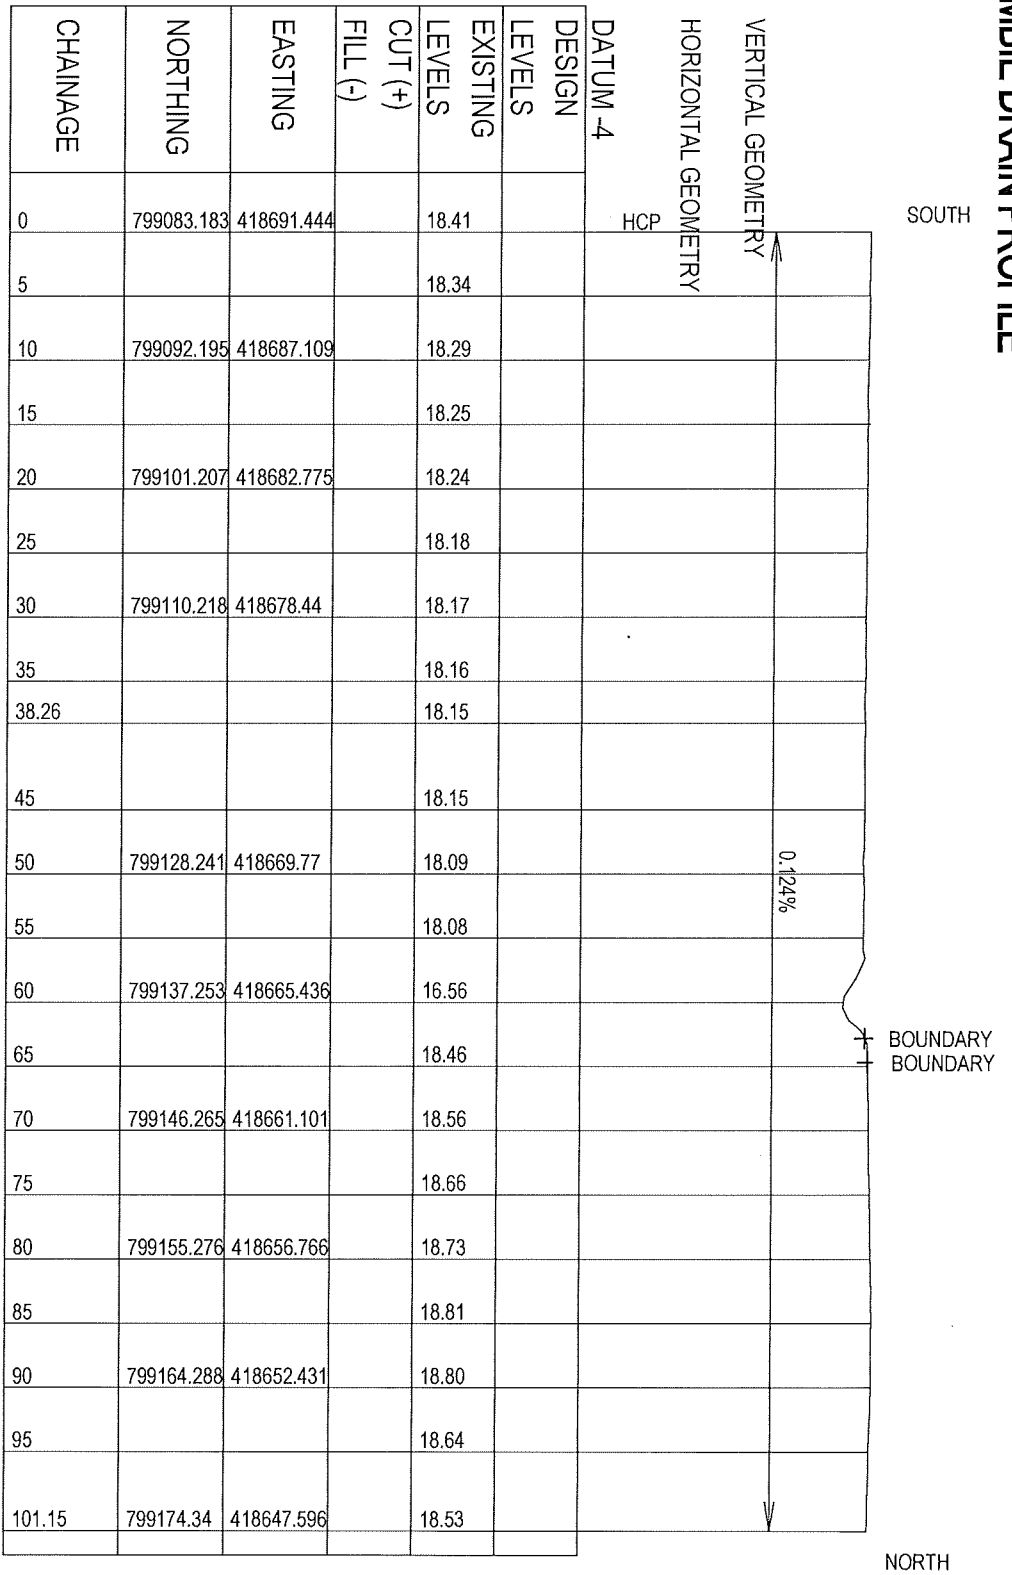 DRAIN PROFILE
SOUTH
VERTICAL GEOMETRY
HORIZONTAL GEOMETRY
HCP
0.124%
BOUNDARY
BOUNDARY
NORTH
DATUM -4
DESIGN
LEVELS
EXISTING
LEVELS
CUT (+)
FILL (-)
EASTING
NORTHING
CHAINAGE
0 799083.183 418691.444 18.41
5 18.34
10 799092.195 418687.109 18.29
15 18.25
20 799101.207 418682.775 18.24
25 18.18
30 799110.218 418678.44 18.17
35 18.16
38.26 18.15
45 18.15
50 799128.241 418669.77 18.09
55 18.08
60 799137.253 418665.436 16.56
65 18.46
70 799146.265 418661.101 18.56
75 18.66
80 799155.276 418656.766 18.73
85 18.81
90 799164.288 418652.431 18.80
95 18.64
101.15 799174.34 418647.596 18.53